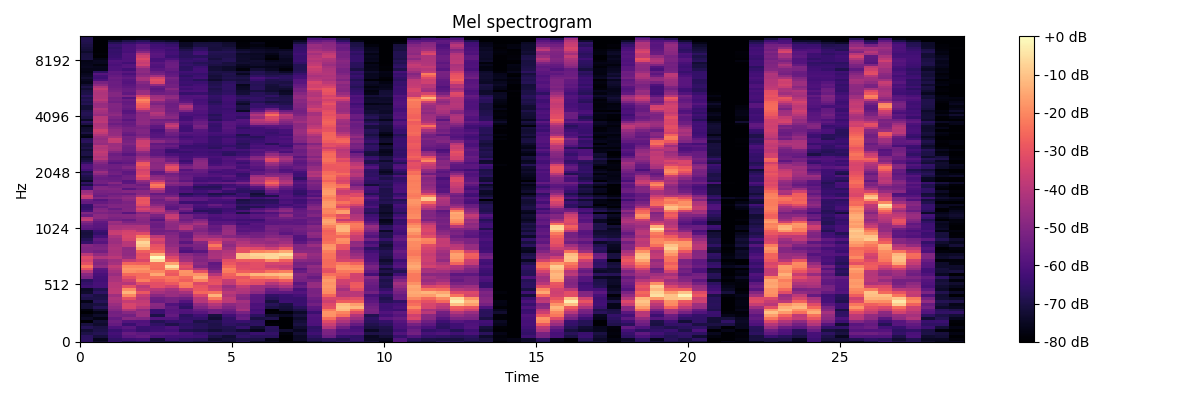 Mel spectrogram
8192
4096
2048
1024
512
0
Hz
0 5 10 15 20 25
Time
+0 dB
-10 dB
-20 dB
-30 dB
-40 dB
-50 dB
-60 dB
-70 dB
-80 dB